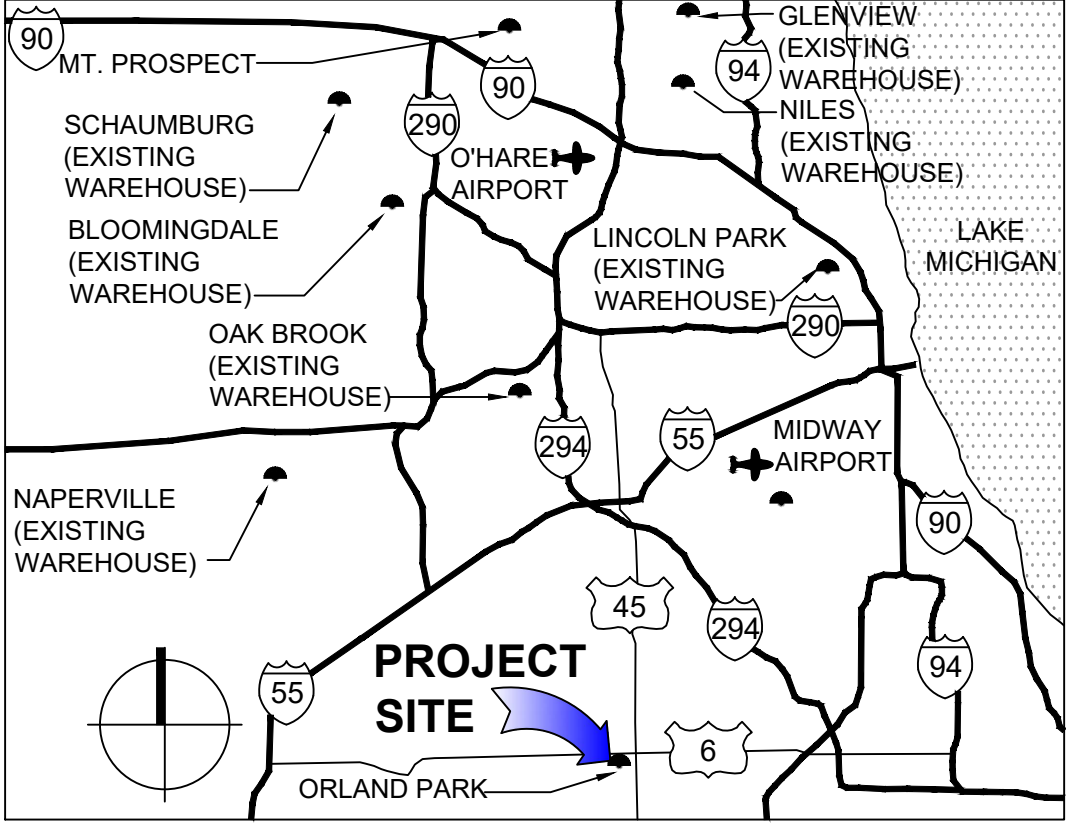 90
MT. PROSPECT
90
GLENVIEW
(EXISTING
WAREHOUSE)
94
NILES
(EXISTING
WAREHOUSE)
SCHAUMBURG
(EXISTING
WAREHOUSE)
290
O'HARE
AIRPORT
BLOOMINGDALE
(EXISTING
WAREHOUSE)
LINCOLN PARK
(EXISTING
WAREHOUSE)
LAKE
MICHIGAN
290
OAK BROOK
(EXISTING
WAREHOUSE)
294
55
MIDWAY
AIRPORT
NAPERVILLE
(EXISTING
WAREHOUSE)
90
45
294
94
55
PROJECT
SITE
6
ORLAND PARK